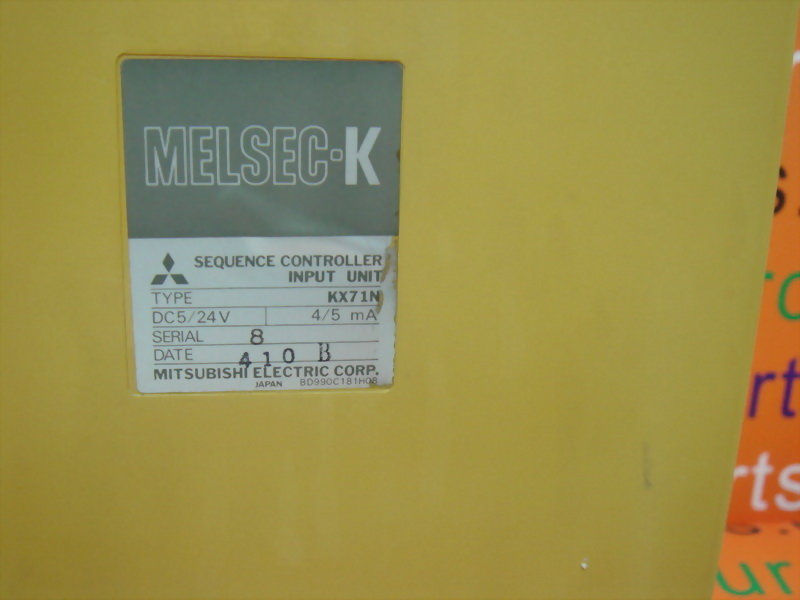 MELSEC-K
SEQUENCE CONTROLLER
INPUT UNIT
TYPE KX71N
DC5/24V 4/5 mA
SERIAL 8
DATE 410 B
MITSUBISHI ELECTRIC CORP.
JAPAN BD990C181H08